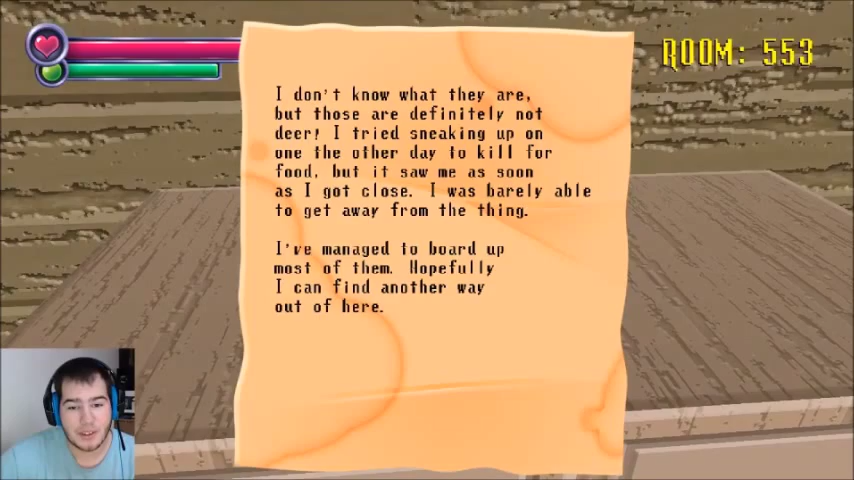 ROOM: 553
I don't know what they are,
but those are definitely not
deer! I tried sneaking up on
one the other day to kill for
food, but it saw me as soon
as I got close. I was barely able
to get away from the thing.
I've managed to board up
most of them. Hopefully
I can find another way
out of here.